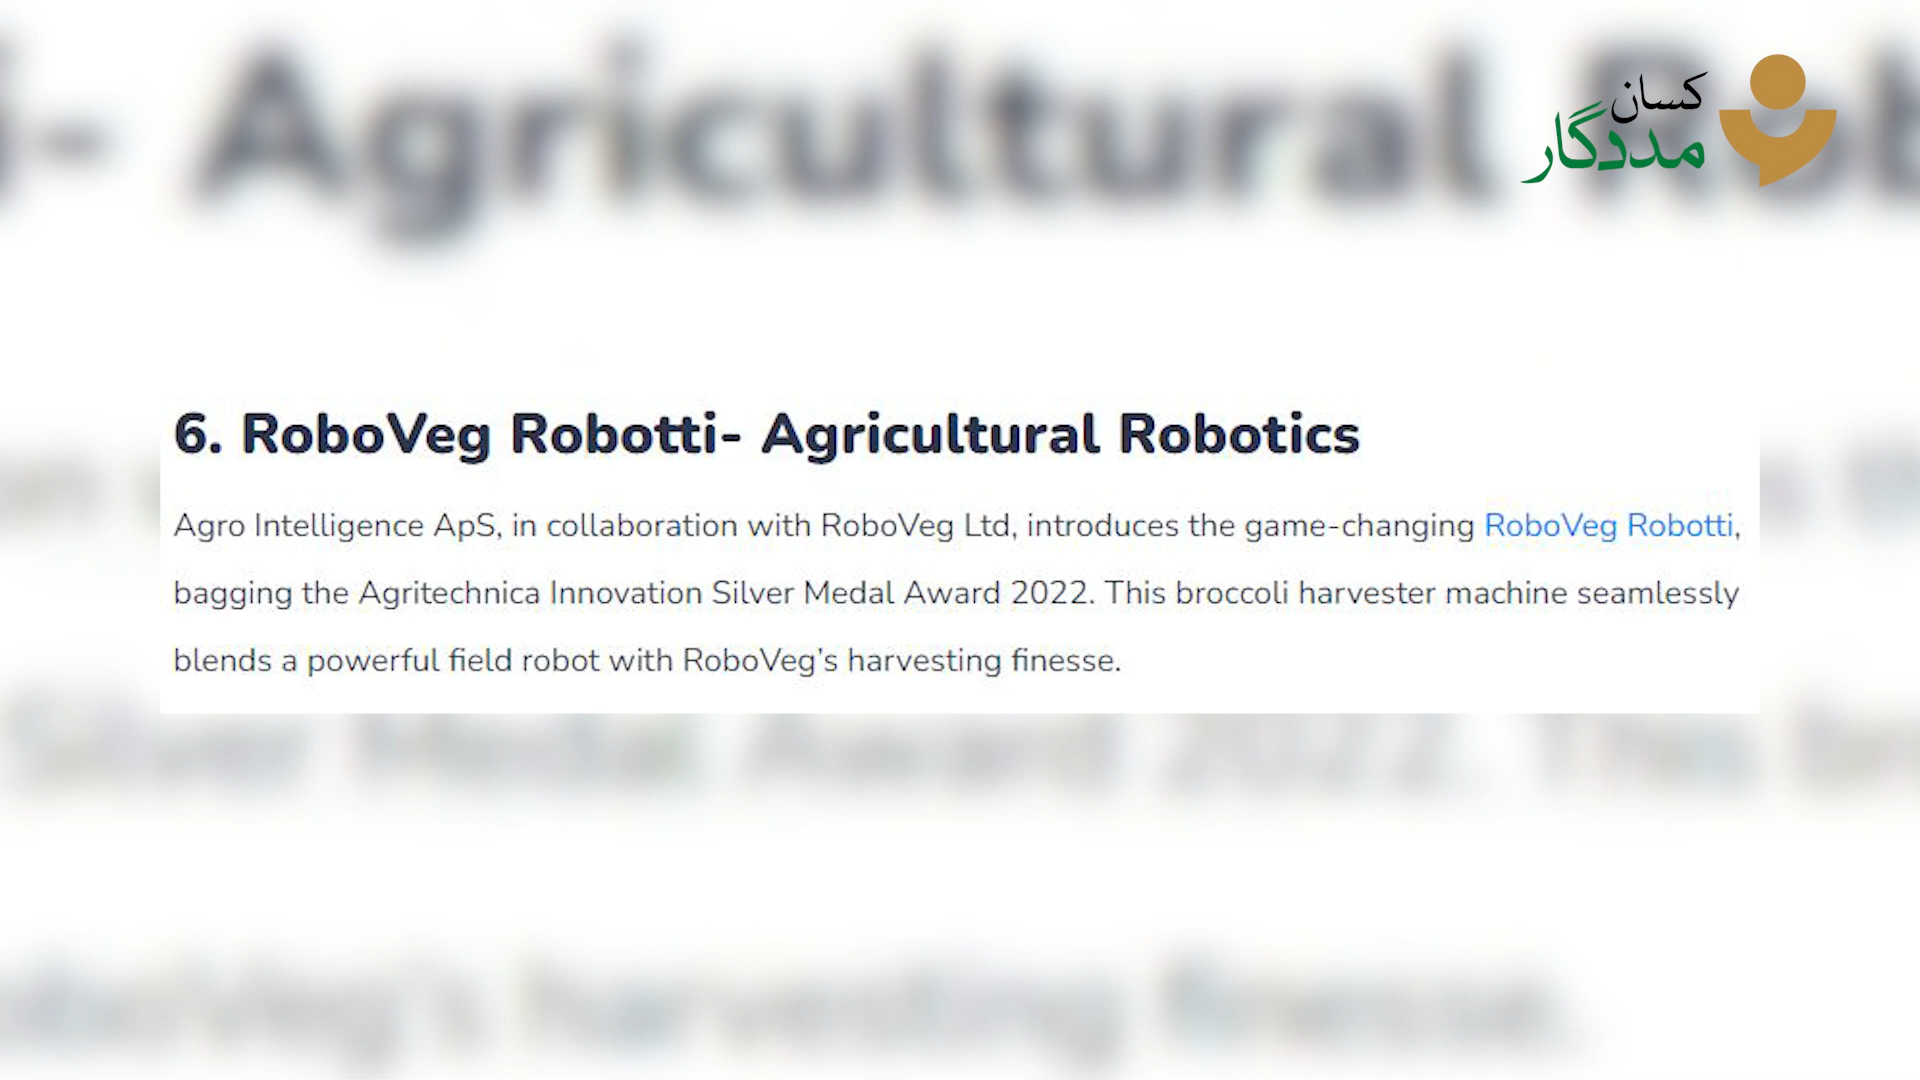 کسان
مددگار
6. RoboVeg Robotti- Agricultural Robotics
Agro Intelligence ApS, in collaboration with RoboVeg Ltd, introduces the game-changing RoboVeg Robotti,
bagging the Agritechnica Innovation Silver Medal Award 2022. This broccoli harvester machine seamlessly
blends a powerful field robot with RoboVeg’s harvesting finesse.